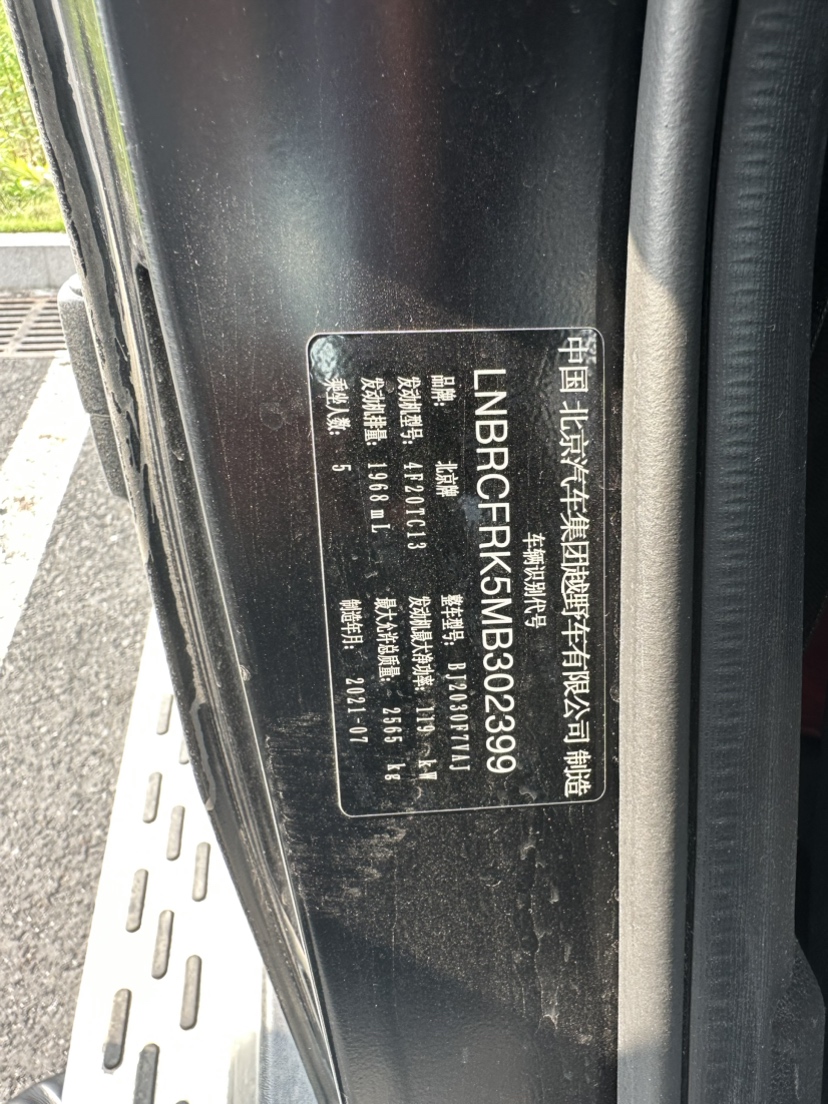 中国 北京汽车集团越野车有限公司 制造
车辆识别代号
LNBRCFRK5MB302399
品牌： 北京牌 整车型号： BJ2030F7VAJ
发动机型号： 4F20TC13 发动机最大净功率： 119 kW
发动机排量： 1968 mL 最大允许总质量： 2565 kg
乘坐人数： 5 制造年月： 2021-07